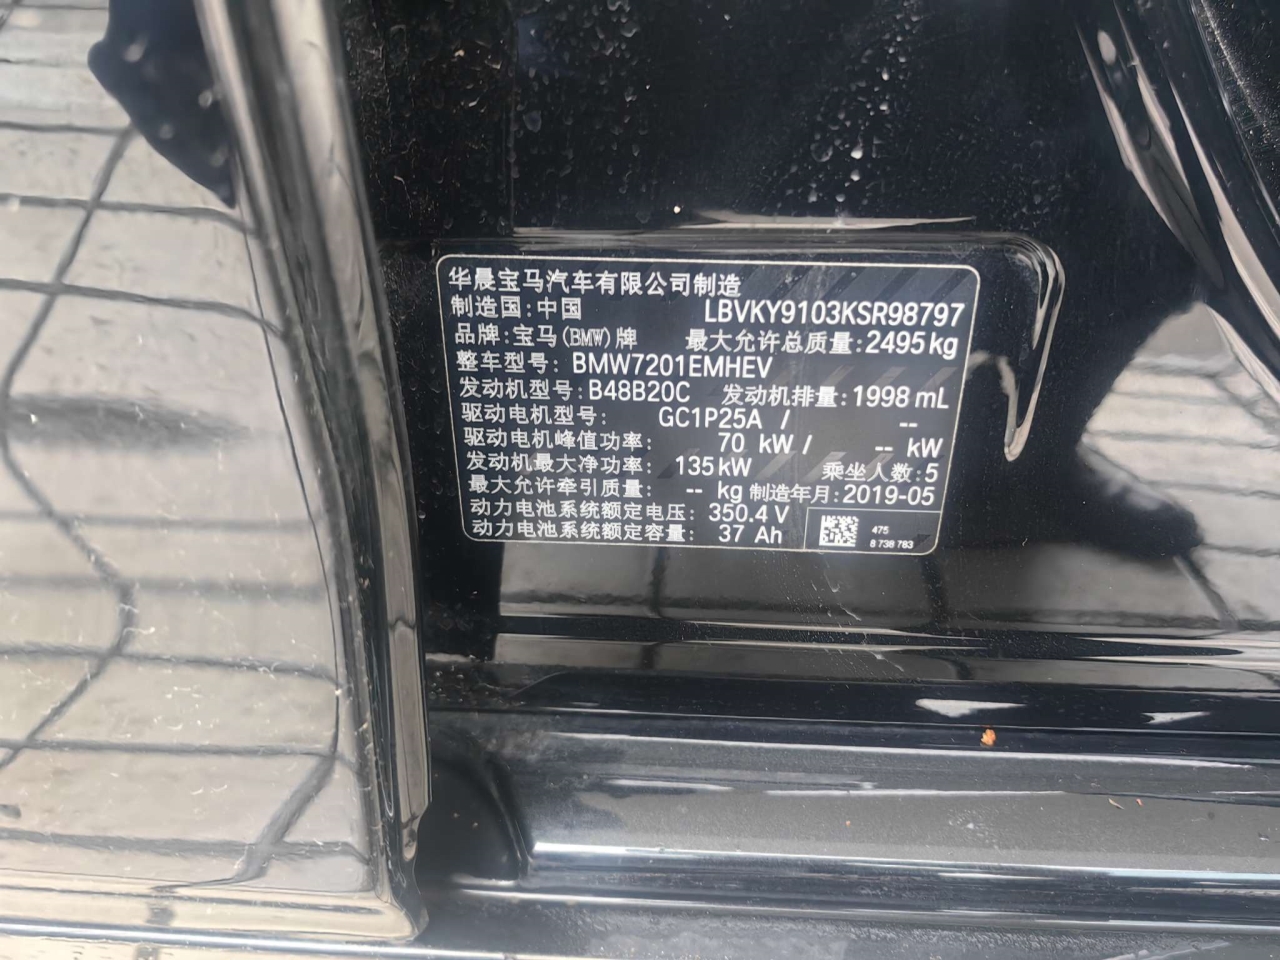 华晨宝马汽车有限公司制造
制造国:中国 LBVKY9103KSR98797
品牌:宝马(BMW)牌 最大允许总质量:2495kg
整车型号: BMW7201EMHEV
发动机型号:B48B20C 发动机排量:1998 mL
驱动电机型号: GC1P25A / --
驱动电机峰值功率: 70 kW / -- kW
发动机最大净功率: 135kW 乘坐人数:5
最大允许牵引质量: -- kg 制造年月:2019-05
动力电池系统额定电压: 350.4 V
动力电池系统额定容量: 37 Ah
475
8 738 783